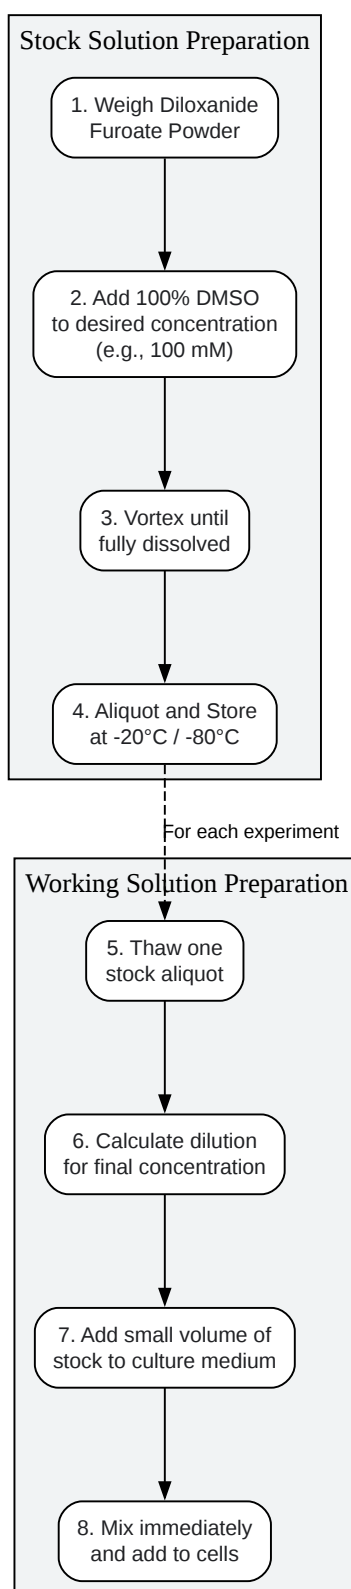 Stock Solution Preparation
1. Weigh Diloxanide
Furoate Powder
2. Add 100% DMSO
to desired concentration
(e.g., 100 mM)
3. Vortex until
fully dissolved
4. Aliquot and Store
at -20°C / -80°C
For each experiment
Working Solution Preparation
5. Thaw one
stock aliquot
6. Calculate dilution
for final concentration
7. Add small volume of
stock to culture medium
8. Mix immediately
and add to cells